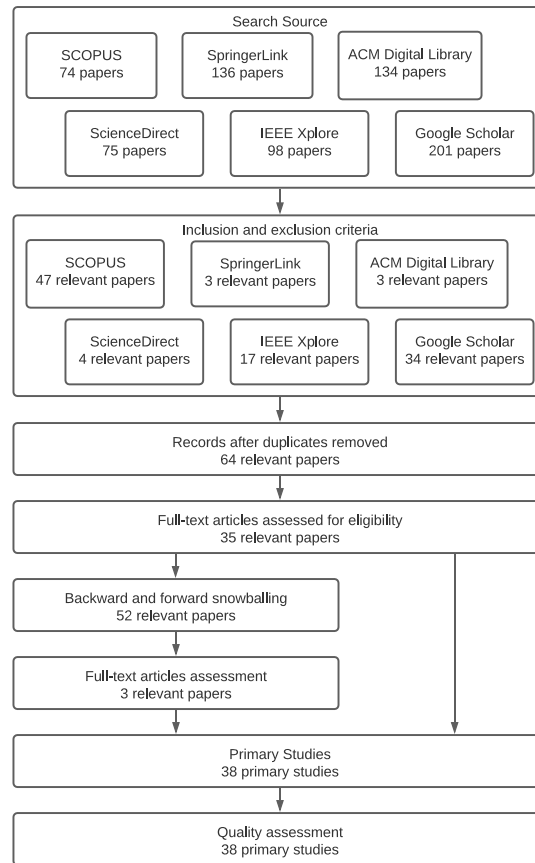 Search Source
SCOPUS
74 papers
SpringerLink
136 papers
ACM Digital Library
134 papers
ScienceDirect
75 papers
IEEE Xplore
98 papers
Google Scholar
201 papers
Inclusion and exclusion criteria
SCOPUS
47 relevant papers
SpringerLink
3 relevant papers
ACM Digital Library
3 relevant papers
ScienceDirect
4 relevant papers
IEEE Xplore
17 relevant papers
Google Scholar
34 relevant papers
Records after duplicates removed
64 relevant papers
Full-text articles assessed for eligibility
35 relevant papers
Backward and forward snowballing
52 relevant papers
Full-text articles assessment
3 relevant papers
Primary Studies
38 primary studies
Quality assessment
38 primary studies